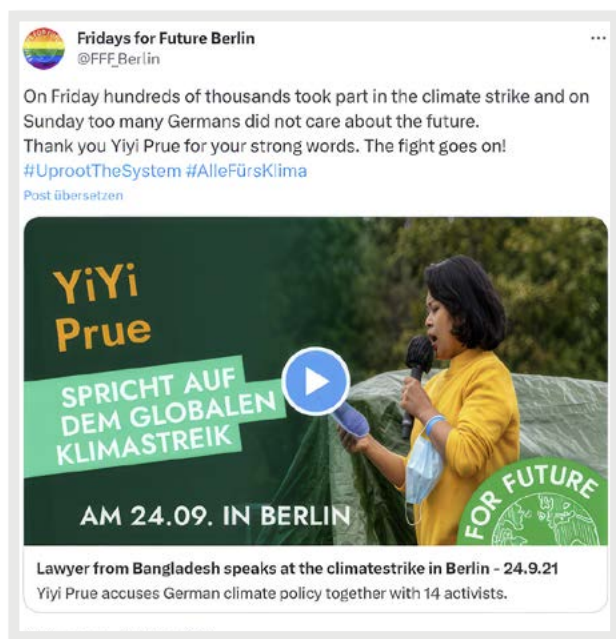 Fridays for Future Berlin
@FFF_Berlin
On Friday hundreds of thousands took part in the climate strike and on
Sunday too many Germans did not care about the future.
Thank you Yiyi Prue for your strong words. The fight goes on!
#UprootTheSystem #AlleFürsKlima
Post übersetzen
YiYi
Prue
SPRICHT AUF
DEM GLOBALEN
KLIMASTREIK
AM 24.09. IN BERLIN
FOR FUTURE
Lawyer from Bangladesh speaks at the climatestrike in Berlin - 24.9.21
Yiyi Prue accuses German climate policy together with 14 activists.